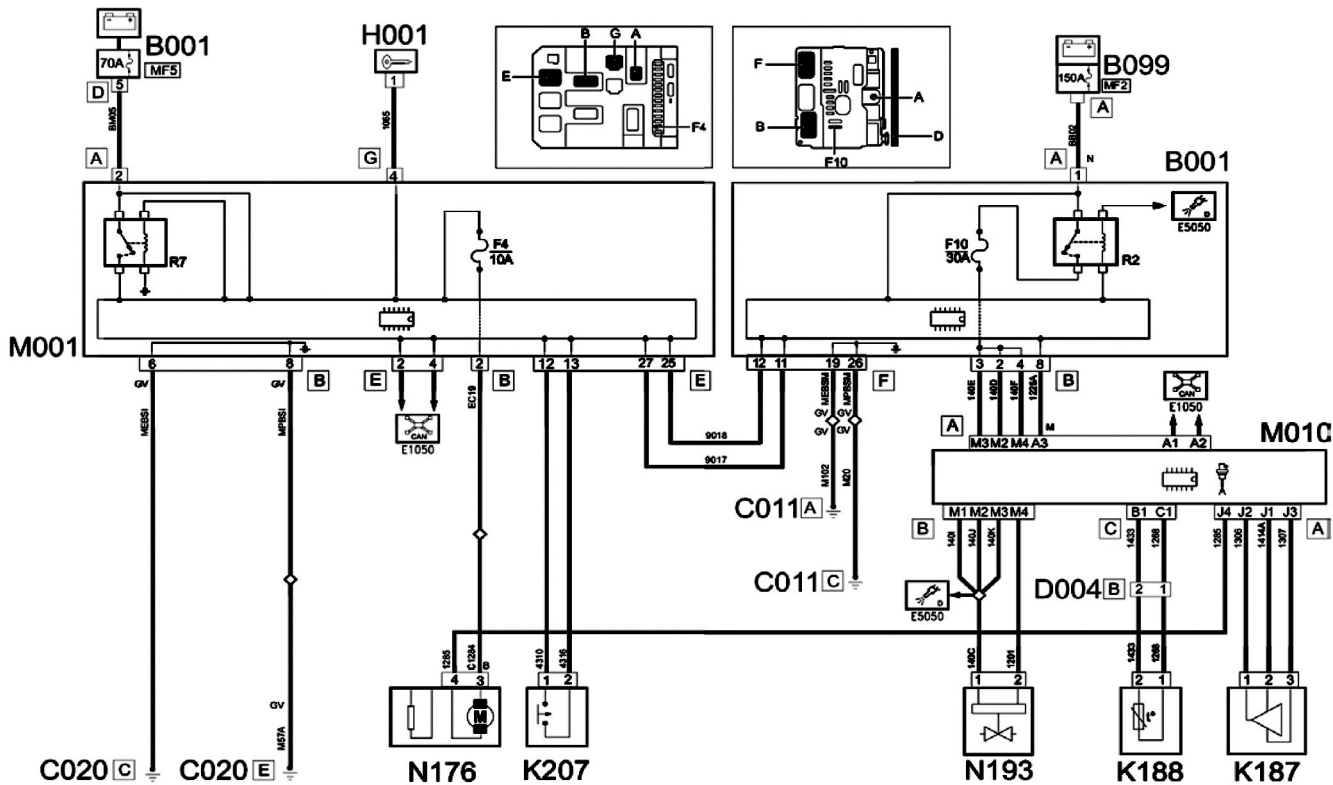 B001
70A
MF5
D
5
BM05
A
2
H001
1
1065
G
4
B G A
E
F4
F
B
A
D
F10
B099
150A
MF2
A
BB02
A
N
1
B001
R7
F4
10A
F10
30A
R2
E5050
M001
6 8 B
E 2 4
2 B
12 13 27 25 E
12 11 19 26 F
3 2 4 8 B
GV GV
MEBSI MPBSI
CAN
E1050
EC19
9018
9017
MEBSM MPBSM
GV GV
GV GV
M102 M20
140E 140D 140F 1226A
M
A
M3 M2 M4 A3
CAN
E1050
A1 A2
M010
C011 A
C011 C
B
M1 M2 M3 M4
140I 140J 140K
C
B1 C1
1433 1268
J4 J2 J1 J3 A
1285 1306 1414A 1307
E5050
D004 B 2 1
GV
M57A
1285 C1284 B
4310 4316
140C 1201
1433 1268
4 3
1 2
1 2
2 1
1 2 3
M
t°
C020 C
C020 E
N176
K207
N193
K188
K187